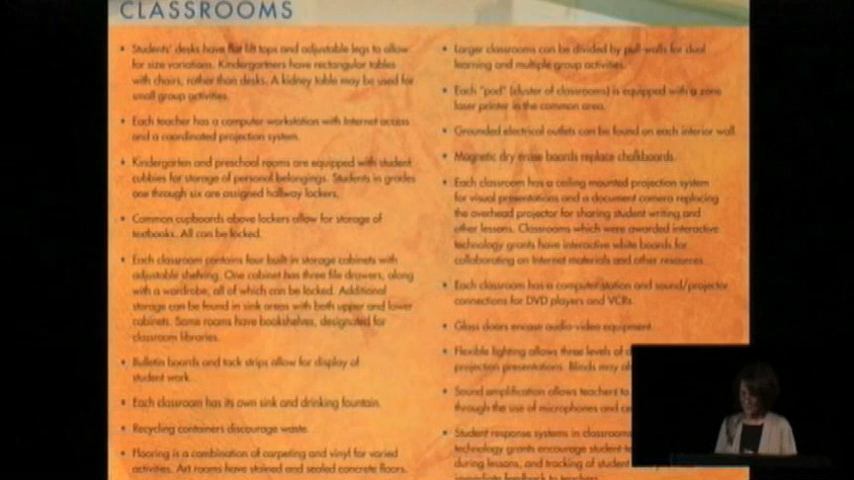 CLASSROOMS
• Students' desks have flat lift tops and adjustable legs to allow
for size variations. Kindergartners have rectangular tables
with chairs, rather than desks. A kidney table may be used for
small group activities.
• Each teacher has a computer workstation with Internet access
and a coordinated projection system.
• Kindergarten and preschool rooms are equipped with student
cubbies for storage of personal belongings. Students in grades
one through six are assigned hallway lockers.
• Common cupboards above lockers allow for storage of
textbooks. All can be locked.
• Each classroom contains four built in storage cabinets with
adjustable shelving. One cabinet has three file drawers, along
with a wardrobe, all of which can be locked. Additional
storage can be found in sink areas with both upper and lower
cabinets. Some rooms have bookshelves, designated for
classroom libraries.
• Bulletin boards and tack strips allow for display of
student work.
• Each classroom has its own sink and drinking fountain.
• Recycling containers discourage waste.
• Flooring is a combination of carpeting and vinyl for varied
activities. Art rooms have stained and sealed concrete floors.
• Larger classrooms can be divided by pull-walls for dual
learning and multiple group activities.
• Each "pod" (cluster of classrooms) is equipped with a zone
laser printer in the common area.
• Grounded electrical outlets can be found on each interior wall.
• Magnetic dry erase boards replace chalkboards.
• Each classroom has a ceiling mounted projection system
for visual presentations and a document camera replacing
the overhead projector for sharing student writing and
other lessons. Classrooms which were awarded interactive
technology grants have interactive white boards for
collaborating on Internet materials and other resources.
• Each classroom has a computer station and sound/projector
connections for DVD players and VCRs.
• Glass doors encase audio-video equipment.
• Flexible lighting allows three levels of
projection presentations. Blinds may
• Sound amplification allows teachers to
through the use of microphones and
• Student response systems in classrooms
technology grants encourage student
during lessons, and tracking of student
immediate feedback to teachers.